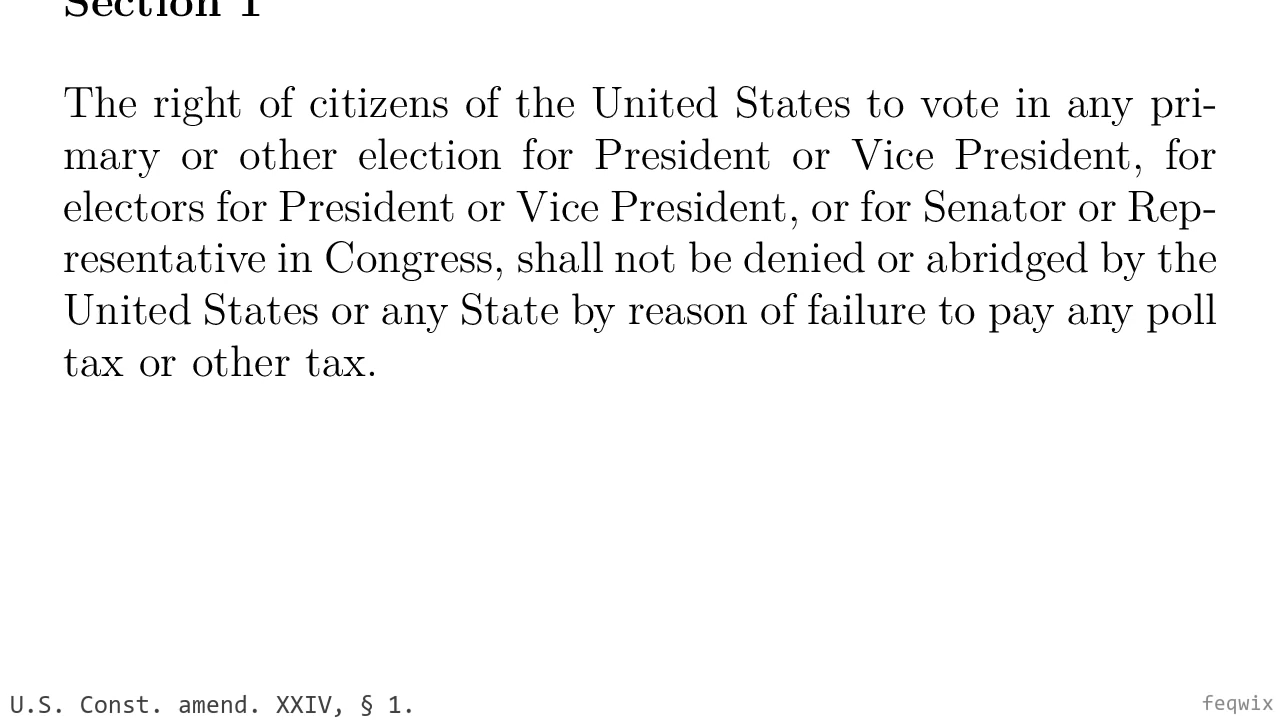 Section 1
The right of citizens of the United States to vote in any pri-
mary or other election for President or Vice President, for
electors for President or Vice President, or for Senator or Rep-
resentative in Congress, shall not be denied or abridged by the
United States or any State by reason of failure to pay any poll
tax or other tax.
U.S. Const. amend. XXIV, § 1.
feqwix